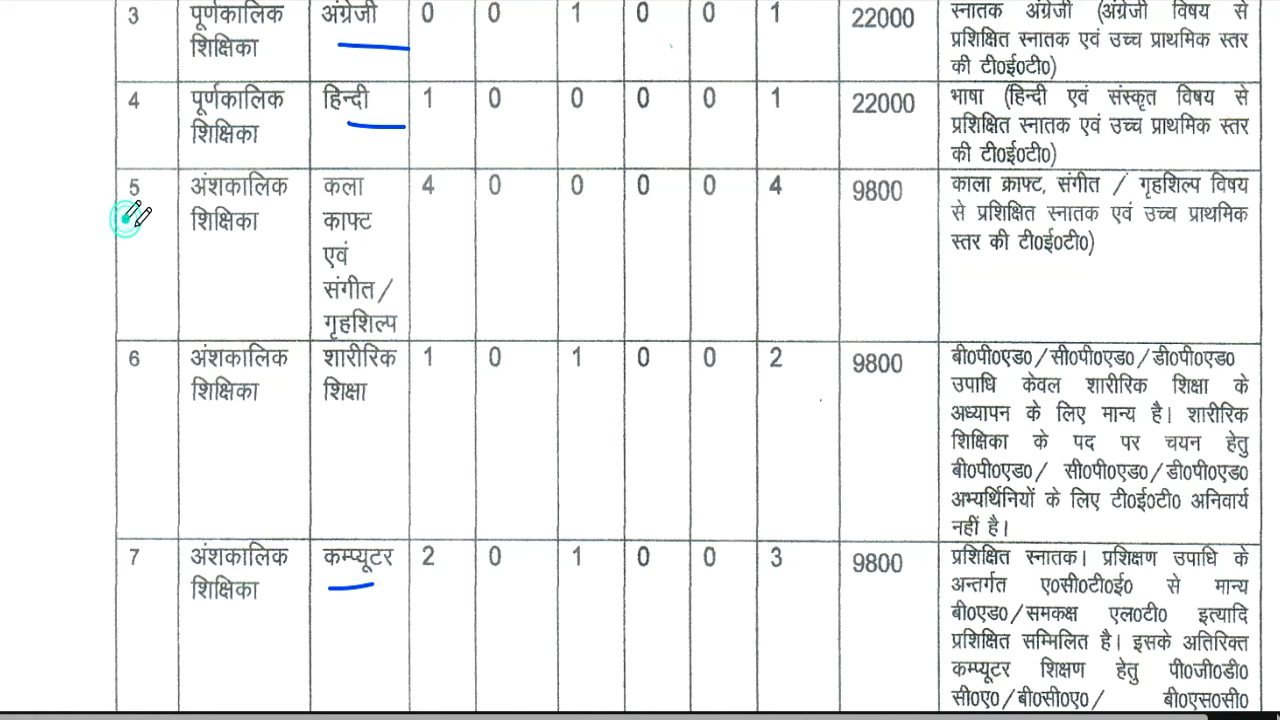 3 पूर्णकालिक अंग्रेजी 0 0 1 0 0 1 22000 स्नातक अंग्रेजी (अंग्रेजी विषय से
शिक्षिका प्रशिक्षित स्नातक एवं उच्च प्राथमिक स्तर
की टी0ई0टी0)
4 पूर्णकालिक हिन्दी 1 0 0 0 0 1 22000 भाषा (हिन्दी एवं संस्कृत विषय से
शिक्षिका प्रशिक्षित स्नातक एवं उच्च प्राथमिक स्तर
की टी0ई0टी0)
5 अंशकालिक कला 4 0 0 0 0 4 9800 काला क्राफ्ट, संगीत / गृहशिल्प विषय
शिक्षिका काफ्ट से प्रशिक्षित स्नातक एवं उच्च प्राथमिक
एवं स्तर की टी0ई0टी0)
संगीत/
गृहशिल्प
6 अंशकालिक शारीरिक 1 0 1 0 0 2 9800 बी0पी0एड0/सी0पी0एड0/डी0पी0एड0
शिक्षिका शिक्षा उपाधि केवल शारीरिक शिक्षा के
अध्यापन के लिए मान्य है। शारीरिक
शिक्षिका के पद पर चयन हेतु
बी0पी0एड0/ सी0पी0एड0/डी0पी0एड0
अभ्यर्थिनियों के लिए टी0ई0टी0 अनिवार्य
नहीं है।
7 अंशकालिक कम्प्यूटर 2 0 1 0 0 3 9800 प्रशिक्षित स्नातक। प्रशिक्षण उपाधि के
शिक्षिका अन्तर्गत ए0सी0टी0ई0 से मान्य
बी0एड0/समकक्ष एल0टी0 इत्यादि
प्रशिक्षित सम्मिलित है। इसके अतिरिक्त
कम्प्यूटर शिक्षण हेतु पी0जी0डी0
सी0ए0/बी0सी0ए0/ बी0एस0सी0